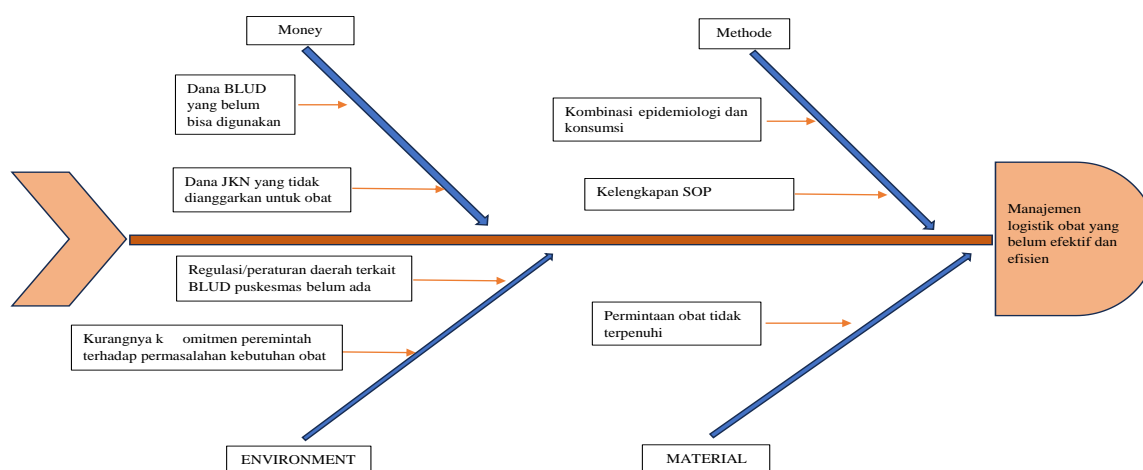 Money
Methode
Dana BLUD
yang belum
bisa digunakan
Kombinasi epidemiologi dan
konsumsi
Dana JKN yang tidak
dianggarkan untuk obat
Kelengkapan SOP
Manajemen
logistik obat yang
belum efektif dan
efisien
Regulasi/peraturan daerah terkait
BLUD puskesmas belum ada
Kurangnya k omitmen peremintah
terhadap permasalahan kebutuhan obat
Permintaan obat tidak
terpenuhi
ENVIRONMENT
MATERIAL